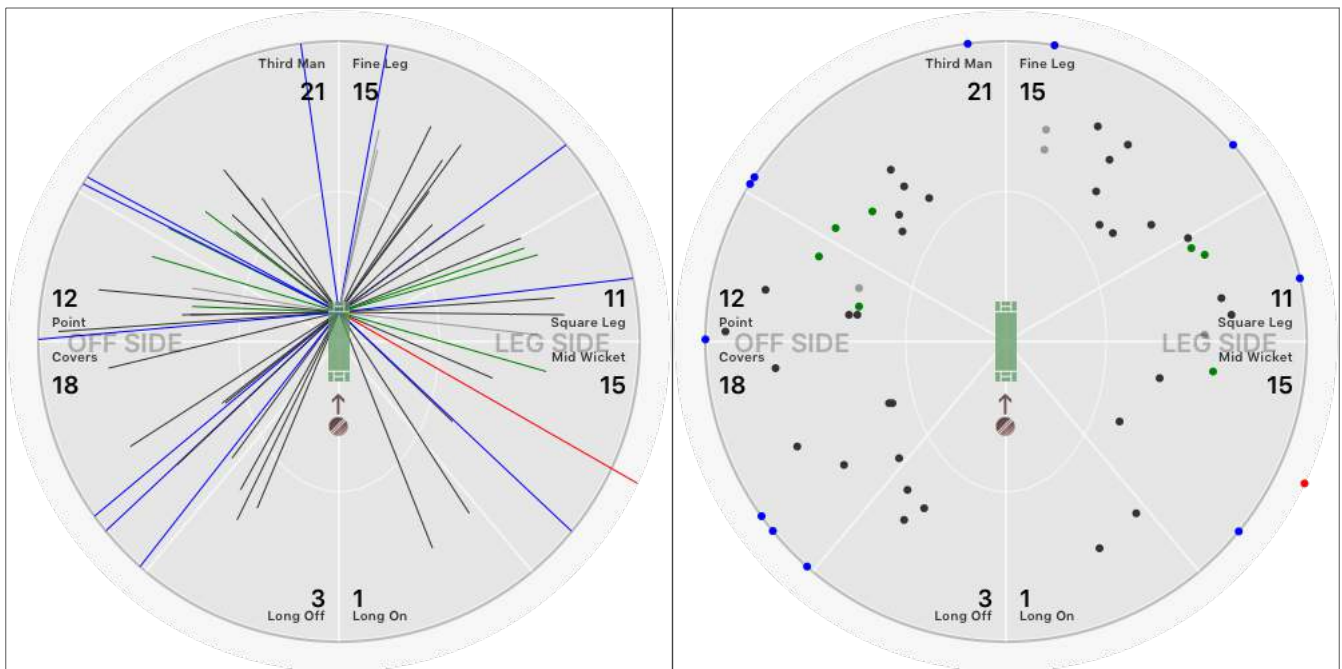 Third Man Fine Leg
21 15
12 11
Point Square Leg
OFF SIDE LEG SIDE
Covers Mid Wicket
18 15
3 1
Long Off Long On
Third Man Fine Leg
21 15
12 11
Point Square Leg
OFF SIDE LEG SIDE
Covers Mid Wicket
18 15
3 1
Long Off Long On